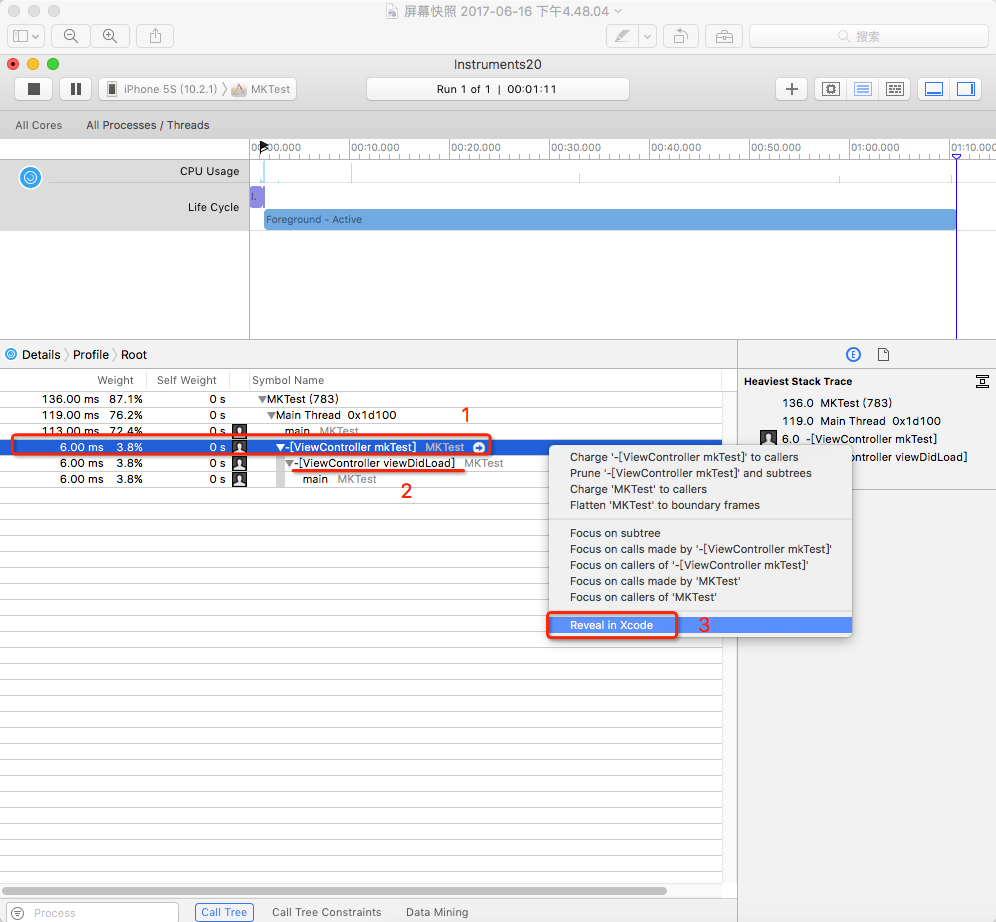 屏幕快照 2017-06-16 下午4.48.04
搜索
Instruments20
iPhone 5S (10.2.1) 〉 MKTest
Run 1 of 1 | 00:01:11
All Cores All Processes / Threads
00:00.000 00:10.000 00:20.000 00:30.000 00:40.000 00:50.000 01:00.000 01:10.000
CPU Usage
Life Cycle
I.
Foreground - Active
Details 〉 Profile 〉 Root
E
Weight Self Weight Symbol Name
136.00 ms 87.1% 0 s ▼MKTest (783)
119.00 ms 76.2% 0 s ▼Main Thread 0x1d100
113.00 ms 72.4% 0 s main MKTest
1
6.00 ms 3.8% 0 s ▼-[ViewController mkTest] MKTest
6.00 ms 3.8% 0 s ▼-[ViewController viewDidLoad] MKTest
6.00 ms 3.8% 0 s main MKTest
2
Charge '-[ViewController mkTest]' to callers
Prune '-[ViewController mkTest]' and subtrees
Charge 'MKTest' to callers
Flatten 'MKTest' to boundary frames
Focus on subtree
Focus on calls made by '-[ViewController mkTest]'
Focus on callers of '-[ViewController mkTest]'
Focus on calls made by 'MKTest'
Focus on callers of 'MKTest'
Reveal in Xcode
3
Heaviest Stack Trace
136.0 MKTest (783)
119.0 Main Thread 0x1d100
6.0 -[ViewController mkTest]
ontroller viewDidLoad]
Process
Call Tree Call Tree Constraints Data Mining